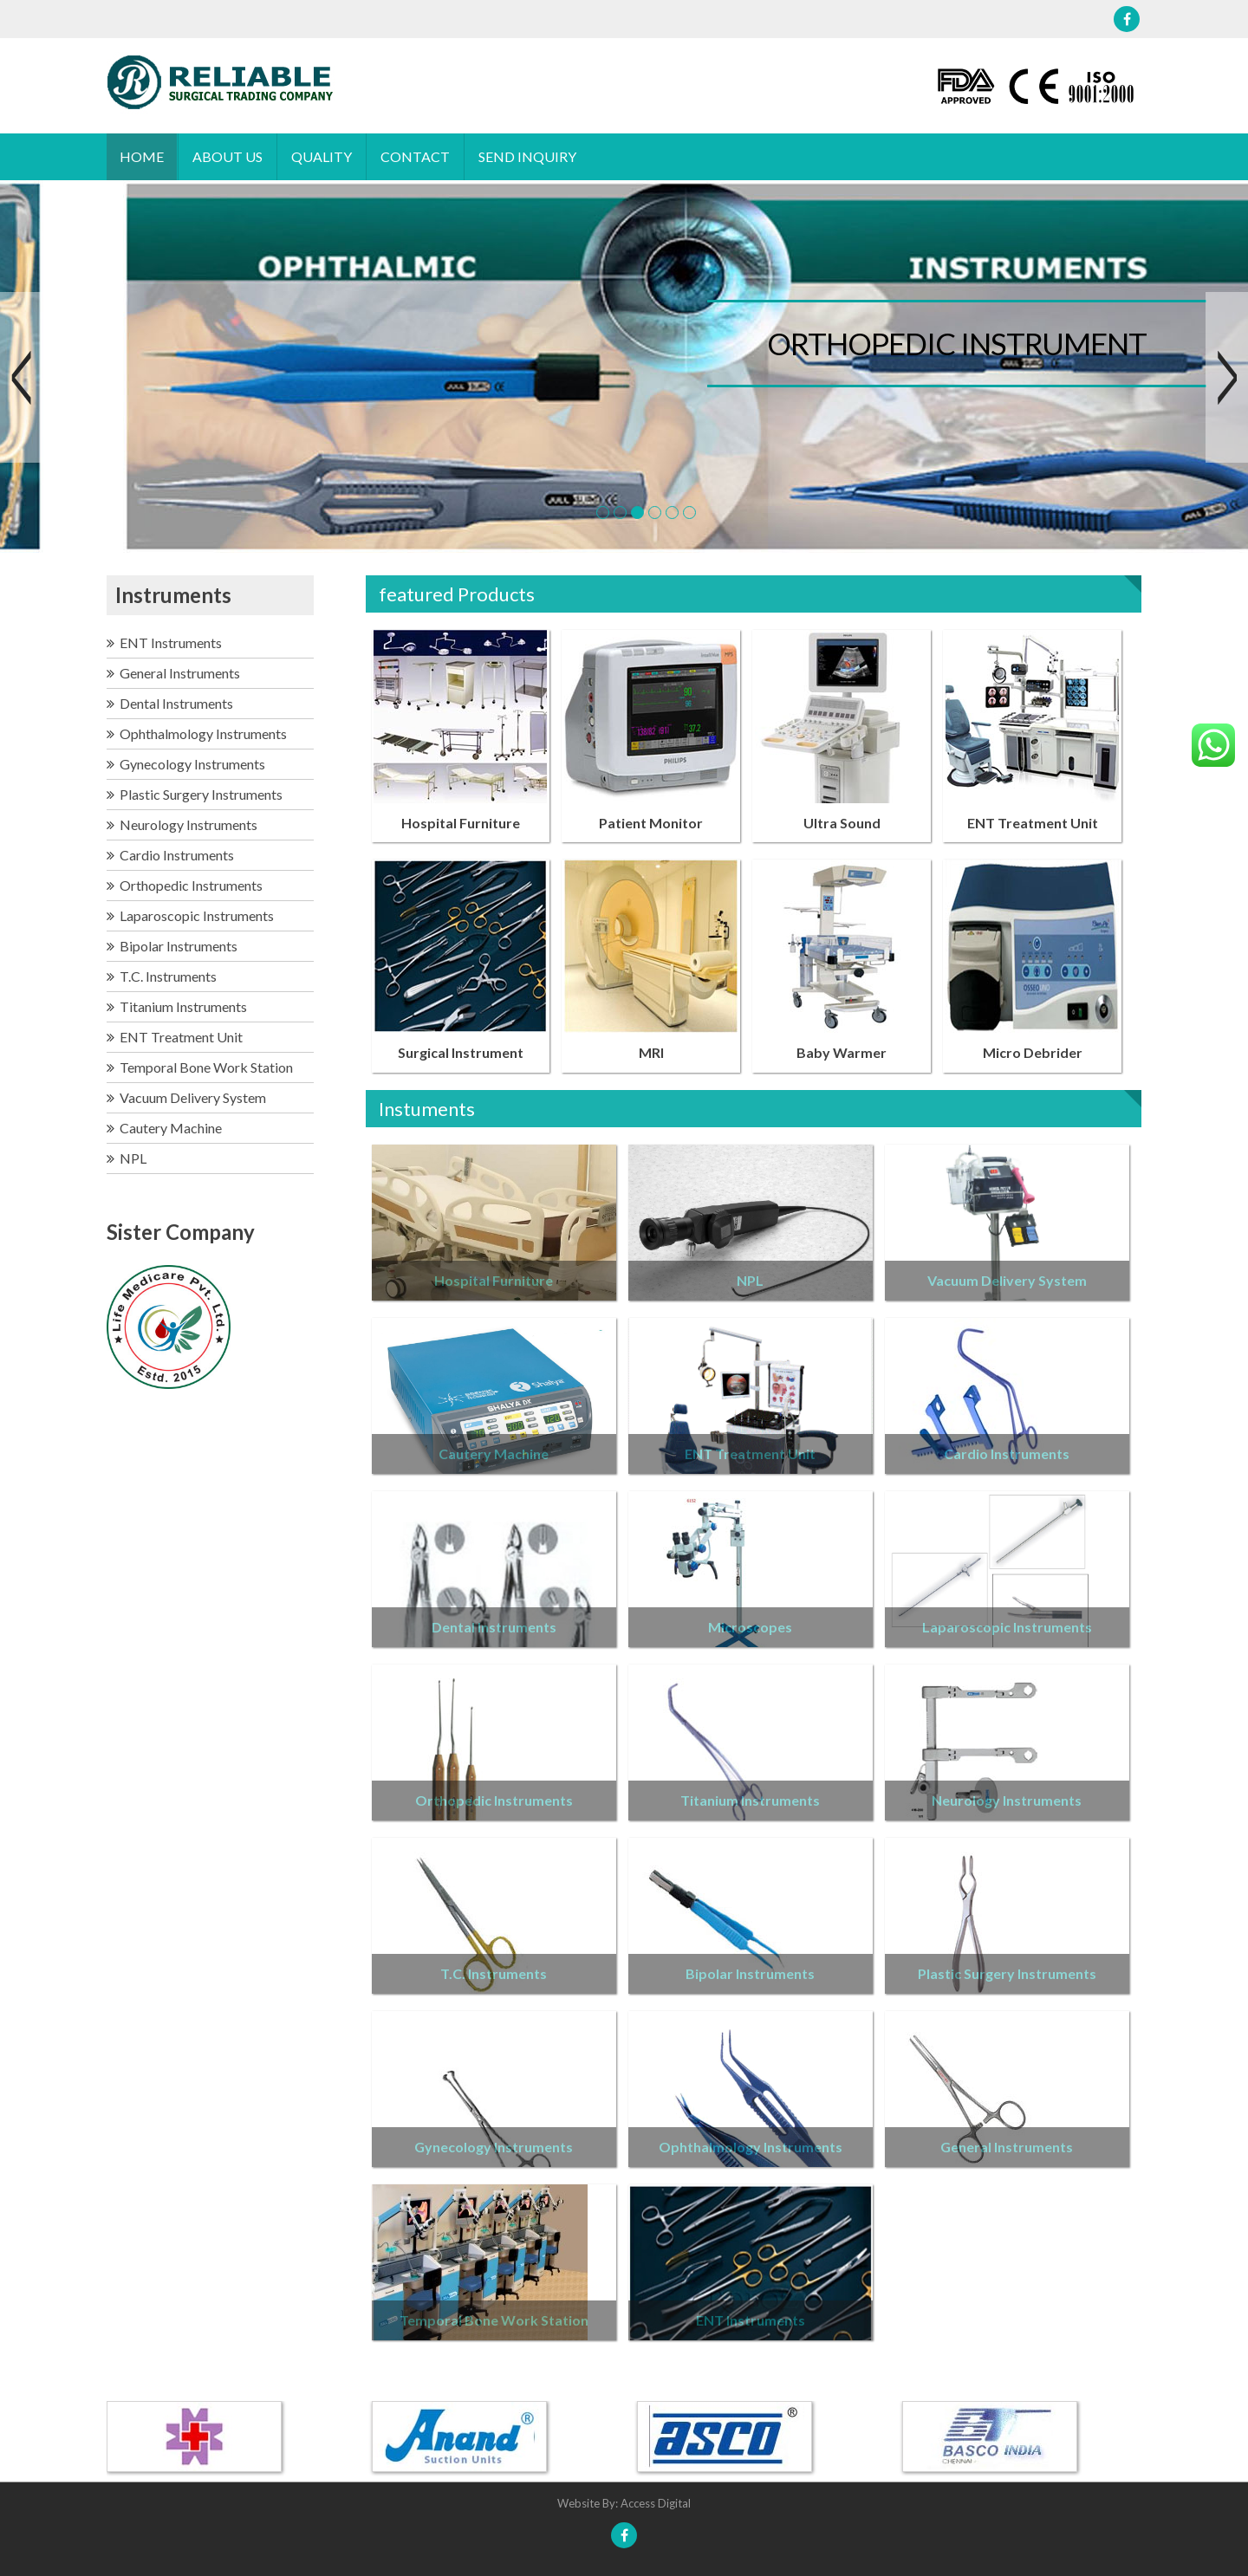 RELIABLE
SURGICAL TRADING COMPANY
FDA
APPROVED
CE
ISO
9001:2000
HOME
ABOUT US
QUALITY
CONTACT
SEND INQUIRY
OPHTHALMIC
INSTRUMENTS
ORTHOPEDIC INSTRUMENT
Instruments
ENT Instruments
General Instruments
Dental Instruments
Ophthalmology Instruments
Gynecology Instruments
Plastic Surgery Instruments
Neurology Instruments
Cardio Instruments
Orthopedic Instruments
Laparoscopic Instruments
Bipolar Instruments
T.C. Instruments
Titanium Instruments
ENT Treatment Unit
Temporal Bone Work Station
Vacuum Delivery System
Cautery Machine
NPL
Sister Company
Life Medicare Pvt. Ltd.
Estd. 2015
featured Products
PHILIPS
Hospital Furniture
Patient Monitor
Ultra Sound
ENT Treatment Unit
Surgical Instrument
MRI
Baby Warmer
Micro Debrider
Instuments
Hospital Furniture
NPL
Vacuum Delivery System
Shalya
SHALYA
Cautery Machine
ENT Treatment Unit
Cardio Instruments
Dental Instruments
Microscopes
Laparoscopic Instruments
Orthopedic Instruments
Titanium Instruments
Neurology Instruments
T.C. Instruments
Bipolar Instruments
Plastic Surgery Instruments
Gynecology Instruments
Ophthalmology Instruments
General Instruments
Temporal Bone Work Station
ENT Instruments
Anand ®
Suction Units
asco ®
BASCO INDIA
CHENNAI
Website By: Access Digital